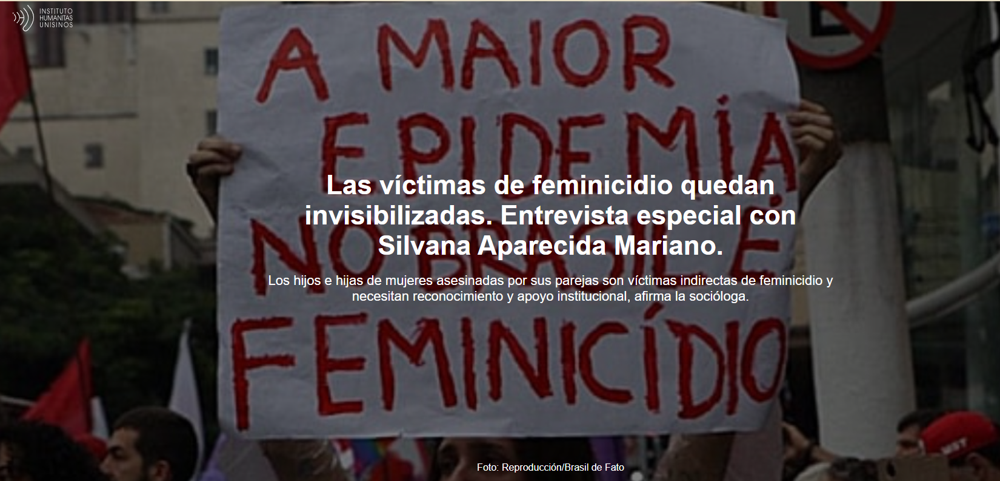 INSTITUTO
HUMANITAS
UNISINOS
A MAIOR
EPIDEMIA
NO BRASIL É
FEMINICÍDIO
Las víctimas de feminicidio quedan
invisibilizadas. Entrevista especial con
Silvana Aparecida Mariano.
Los hijos e hijas de mujeres asesinadas por sus parejas son víctimas indirectas de feminicidio y
necesitan reconocimiento y apoyo institucional, afirma la socióloga.
MST
Foto: Reproducción/Brasil de Fato